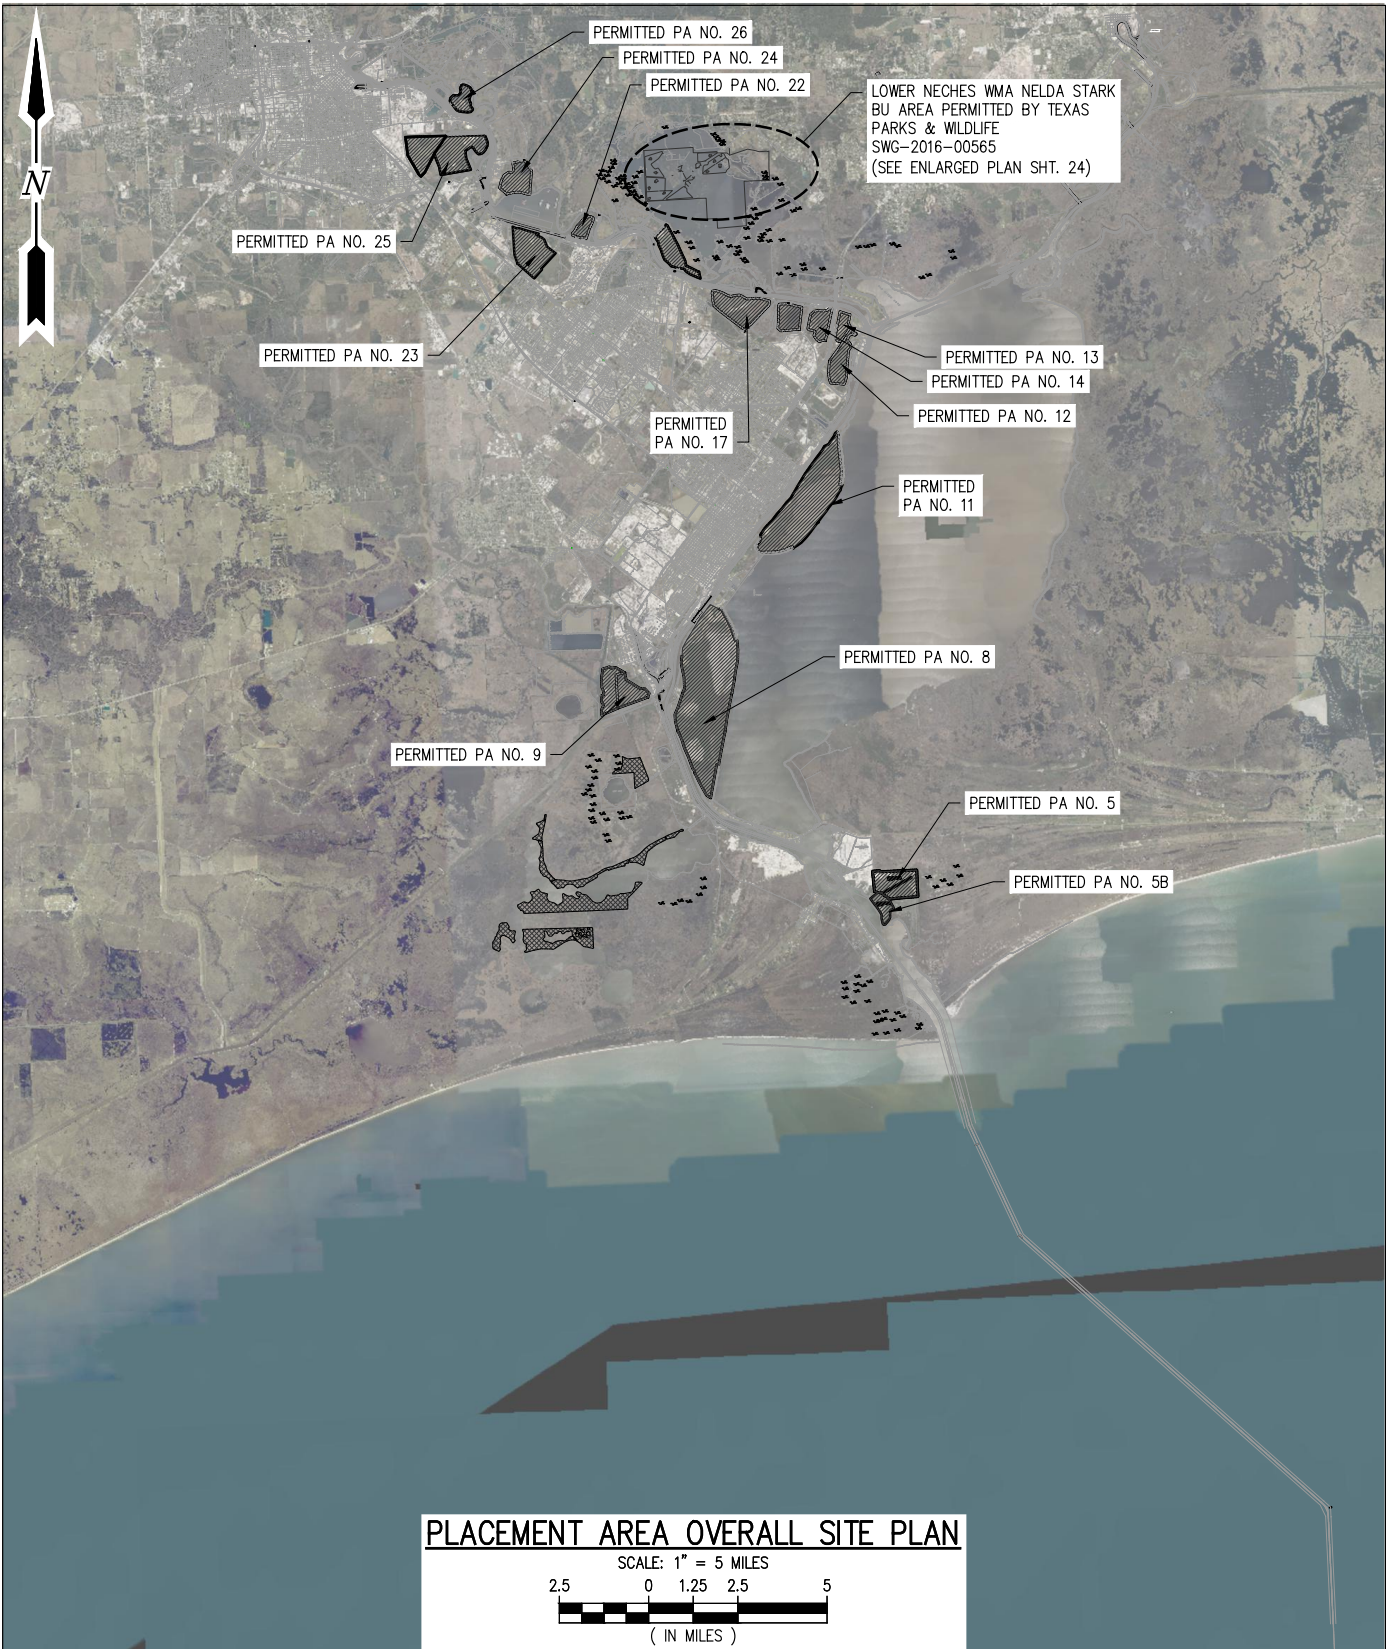 PERMITTED PA NO. 26
PERMITTED PA NO. 24
PERMITTED PA NO. 22
LOWER NECHES WMA NELDA STARK
BU AREA PERMITTED BY TEXAS
PARKS & WILDLIFE
SWG-2016-00565
(SEE ENLARGED PLAN SHT. 24)
N
PERMITTED PA NO. 25
PERMITTED PA NO. 23
PERMITTED PA NO. 13
PERMITTED PA NO. 14
PERMITTED PA NO. 12
PERMITTED
PA NO. 17
PERMITTED
PA NO. 11
PERMITTED PA NO. 8
PERMITTED PA NO. 9
PERMITTED PA NO. 5
PERMITTED PA NO. 5B
PLACEMENT AREA OVERALL SITE PLAN
SCALE: 1" = 5 MILES
2.5 0 1.25 2.5 5
( IN MILES )